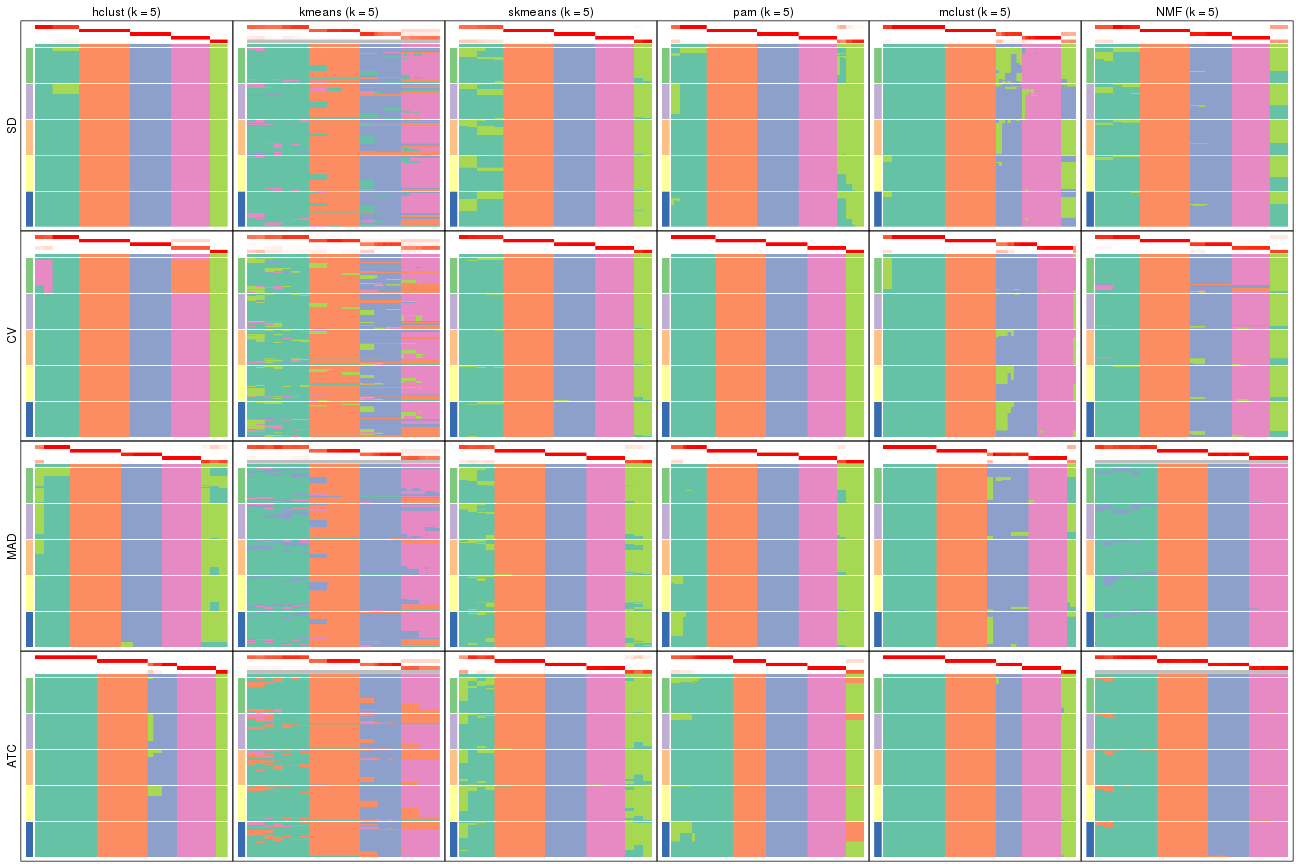 hclust (k = 5) kmeans (k = 5) skmeans (k = 5) pam (k = 5) mclust (k = 5) NMF (k = 5)
SD
CV
MAD
ATC